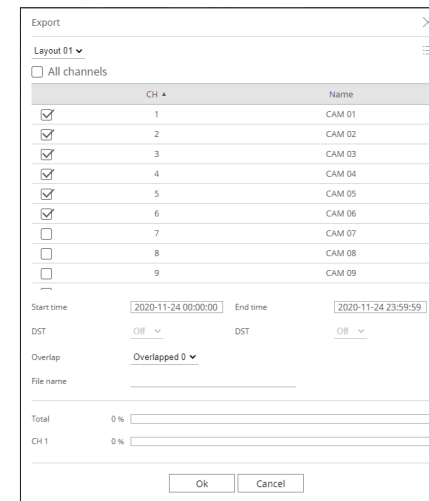 Export
Layout 01
All channels
CH ▲ Name
1 CAM 01
2 CAM 02
3 CAM 03
4 CAM 04
5 CAM 05
6 CAM 06
7 CAM 07
8 CAM 08
9 CAM 09
Start time 2020-11-24 00:00:00 End time 2020-11-24 23:59:59
DST Off DST Off
Overlap Overlapped 0
File name
Total 0 %
CH 1 0 %
Ok Cancel